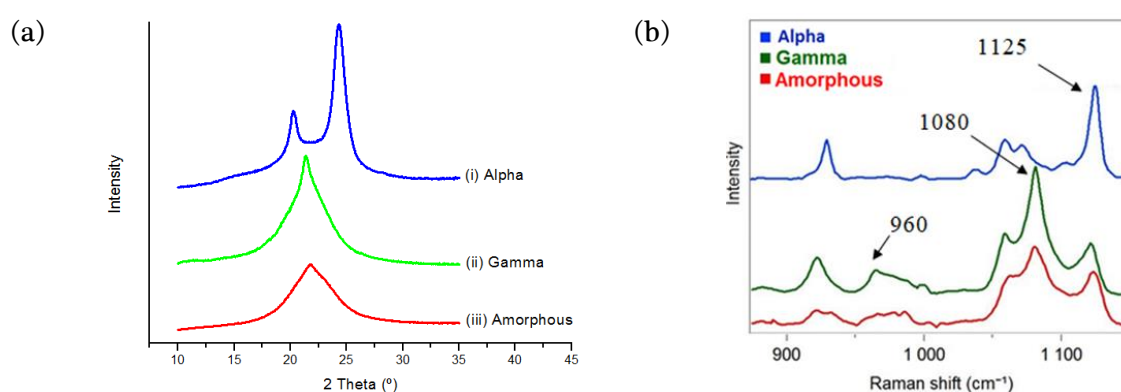 (a)
Intensity
(i) Alpha
(ii) Gamma
(iii) Amorphous
10 15 20 25 30 35 40 45
2 Theta (º)
(b)
Alpha
Gamma
Amorphous
1125
1080
960
Intensity
900 1 000 1 100
Raman shift (cm⁻¹)